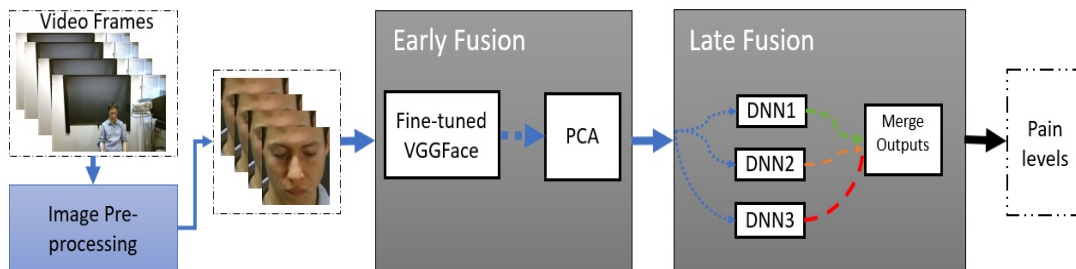 Video Frames
Image Pre-
processing
Early Fusion
Fine-tuned
VGGFace
PCA
Late Fusion
DNN1
DNN2
DNN3
Merge
Outputs
Pain
levels